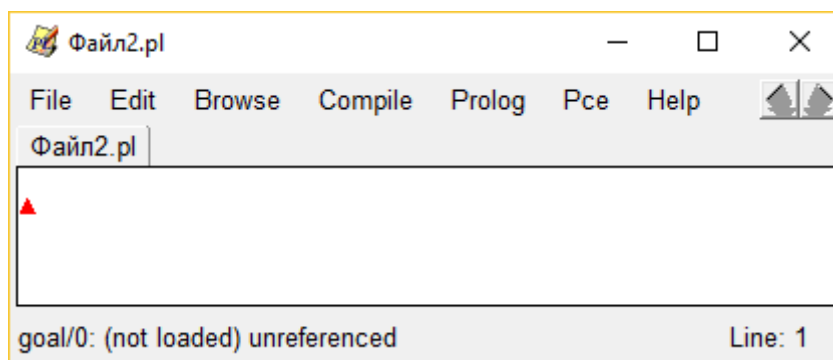 Файл2.pl
File Edit Browse Compile Prolog Pce Help
Файл2.pl
goal/0: (not loaded) unreferenced Line: 1